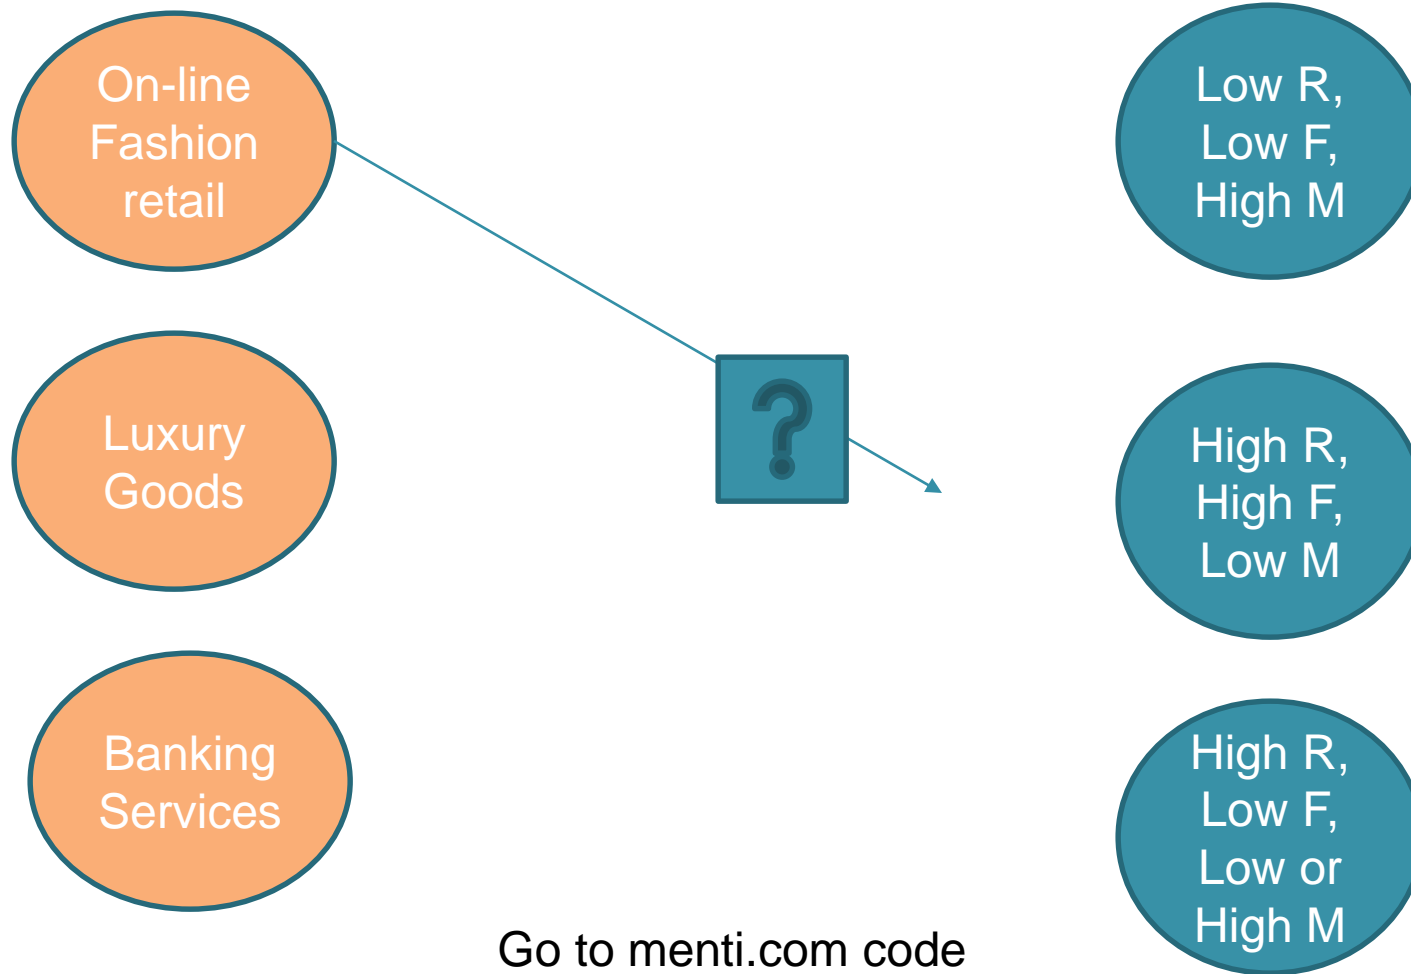 On-line
Fashion
retail
Low R,
Low F,
High M
?
Luxury
Goods
High R,
High F,
Low M
Banking
Services
High R,
Low F,
Low or
High M
Go to menti.com code